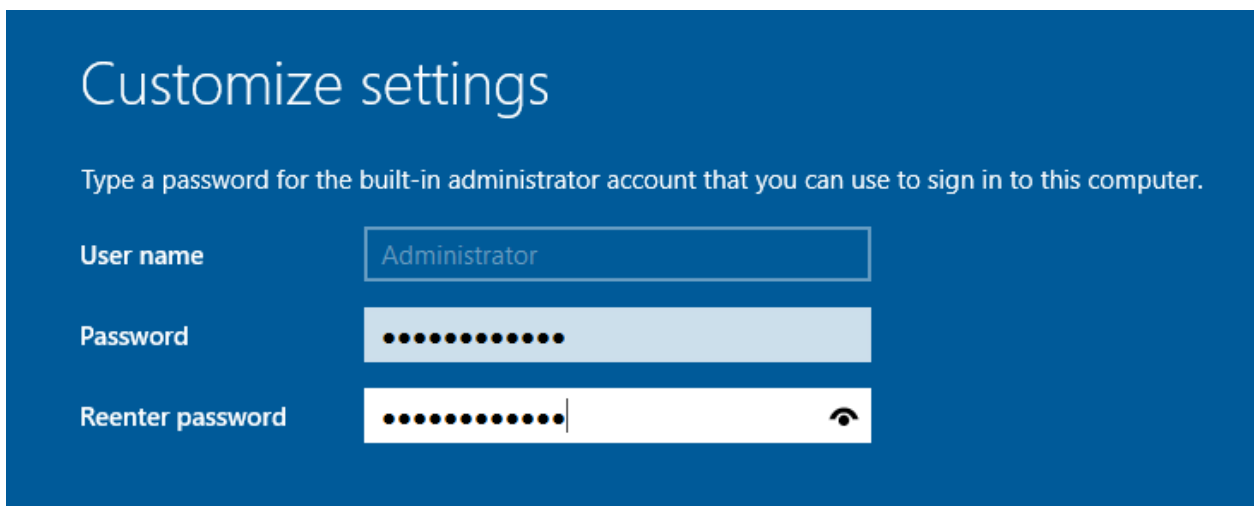 Customize settings
Type a password for the built-in administrator account that you can use to sign in to this computer.
User name Administrator
Password ●●●●●●●●●●●●
Reenter password ●●●●●●●●●●●●